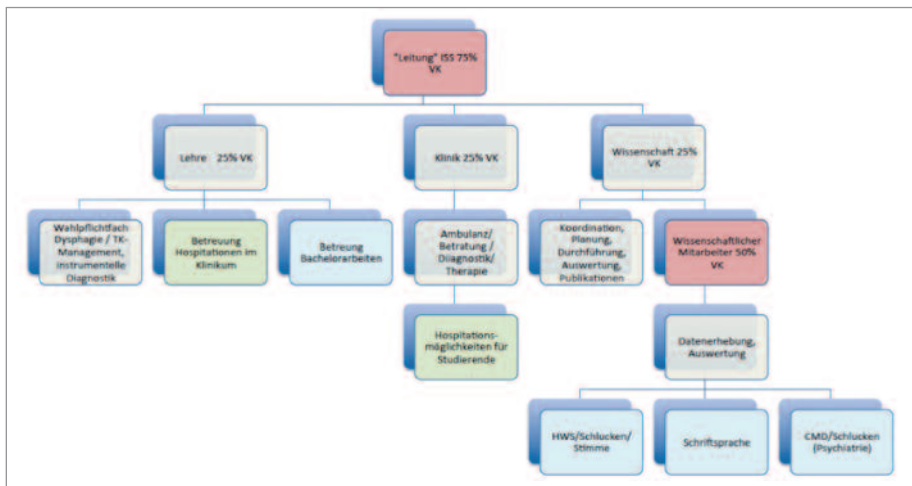 "Leitung" ISS 75%
VK
Lehre 25% VK
Klinik 25% VK
Wissenschaft 25%
VK
Wahlpflichtfach
Dysphagie / TK-
Management,
instrumentelle
Diagnostik
Betreuung
Hospitationen im
Klinikum
Betreung
Bachelorarbeiten
Ambulanz/
Betratung /
Diagnostik/
Therapie
Koordination,
Planung,
Durchführung,
Auswertung,
Publikationen
Wissenschaftlicher
Mitarbeiter 50%
VK
Hospitations-
möglichkeiten für
Studierende
Datenerhebung,
Auswertung
HWS/Schlucken/
Stimme
Schriftsprache
CMD/Schlucken
(Psychiatrie)